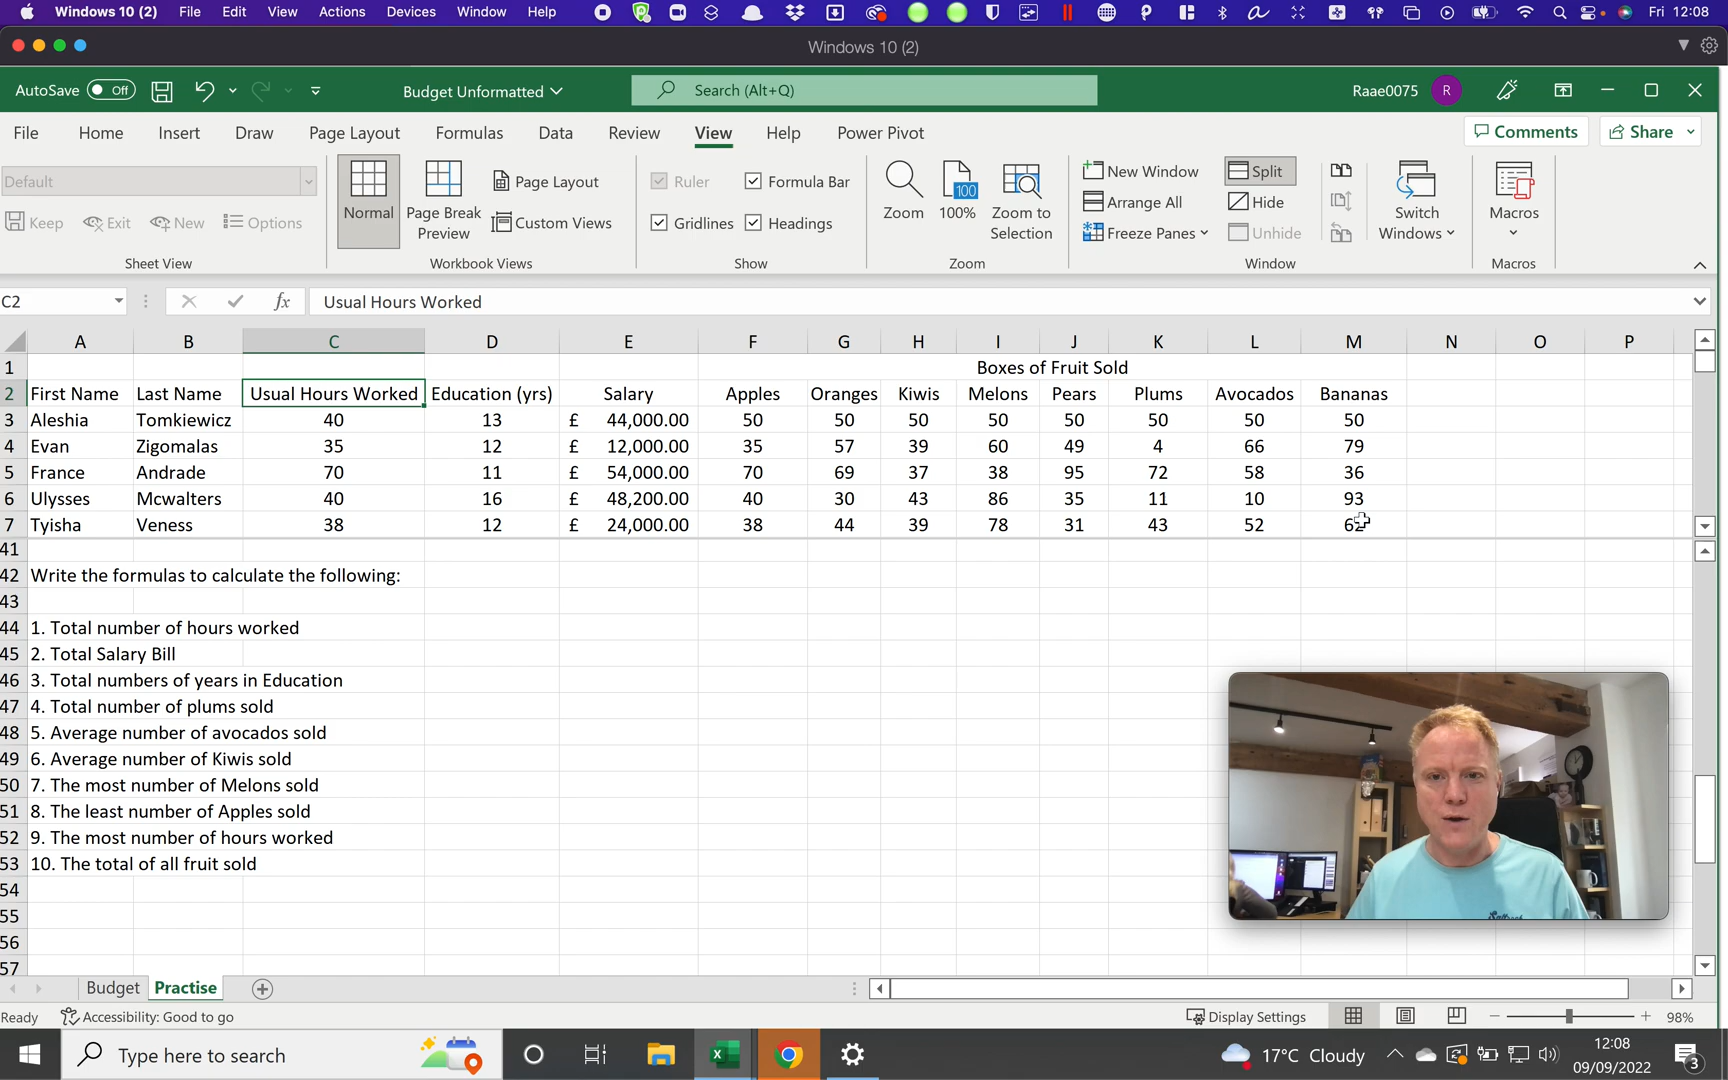 Windows 10 (2) File Edit View Actions Devices Window Help Fri 12:08
Windows 10 (2)
AutoSave Off Budget Unformatted Search (Alt+Q) Raae0075 R
File Home Insert Draw Page Layout Formulas Data Review View Help Power Pivot Comments Share
Default
Keep Exit New Options
Sheet View
Normal
Page Break Preview
Page Layout
Custom Views
Workbook Views
Ruler Formula Bar
Gridlines Headings
Show
Zoom
100
100%
Zoom to Selection
Zoom
New Window
Arrange All
Freeze Panes
Split
Hide
Unhide
Window
Switch Windows
Macros
Macros
C2 fx Usual Hours Worked
A B C D E F G H I J K L M N O P
1 Boxes of Fruit Sold
2 First Name Last Name Usual Hours Worked Education (yrs) Salary Apples Oranges Kiwis Melons Pears Plums Avocados Bananas
3 Aleshia Tomkiewicz 40 13 £ 44,000.00 50 50 50 50 50 50 50 50
4 Evan Zigomalas 35 12 £ 12,000.00 35 57 39 60 49 4 66 79
5 France Andrade 70 11 £ 54,000.00 70 69 37 38 95 72 58 36
6 Ulysses Mcwalters 40 16 £ 48,200.00 40 30 43 86 35 11 10 93
7 Tyisha Veness 38 12 £ 24,000.00 38 44 39 78 31 43 52
41
42 Write the formulas to calculate the following:
43
44 1. Total number of hours worked
45 2. Total Salary Bill
46 3. Total numbers of years in Education
47 4. Total number of plums sold
48 5. Average number of avocados sold
49 6. Average number of Kiwis sold
50 7. The most number of Melons sold
51 8. The least number of Apples sold
52 9. The most number of hours worked
53 10. The total of all fruit sold
54
55
56
57
Budget Practise
Ready Accessibility: Good to go Display Settings 98%
Type here to search 17°C Cloudy 12:08
09/09/2022
3